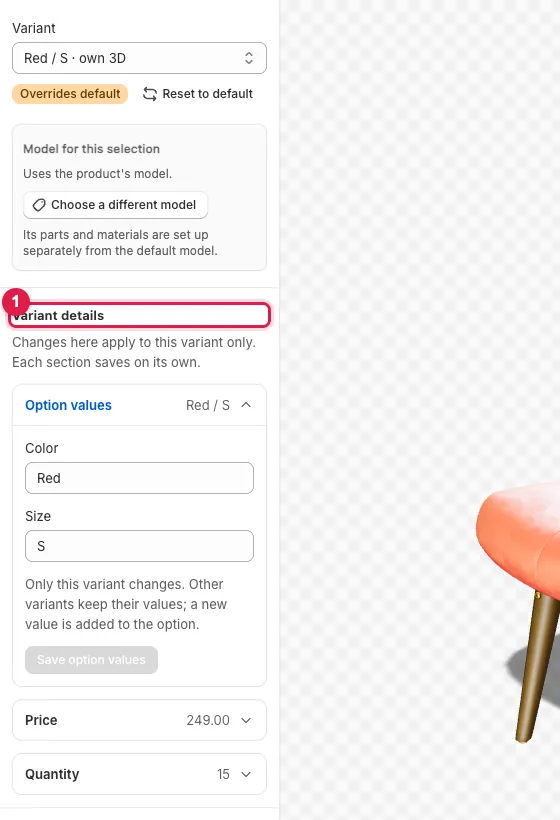 Variant
Red / S · own 3D
Overrides default
Reset to default
Model for this selection
Uses the product's model.
Choose a different model
Its parts and materials are set up
separately from the default model.
1
Variant details
Changes here apply to this variant only.
Each section saves on its own.
Option values
Red / S
Color
Red
Size
S
Only this variant changes. Other
variants keep their values; a new
value is added to the option.
Save option values
Price
249.00
Quantity
15